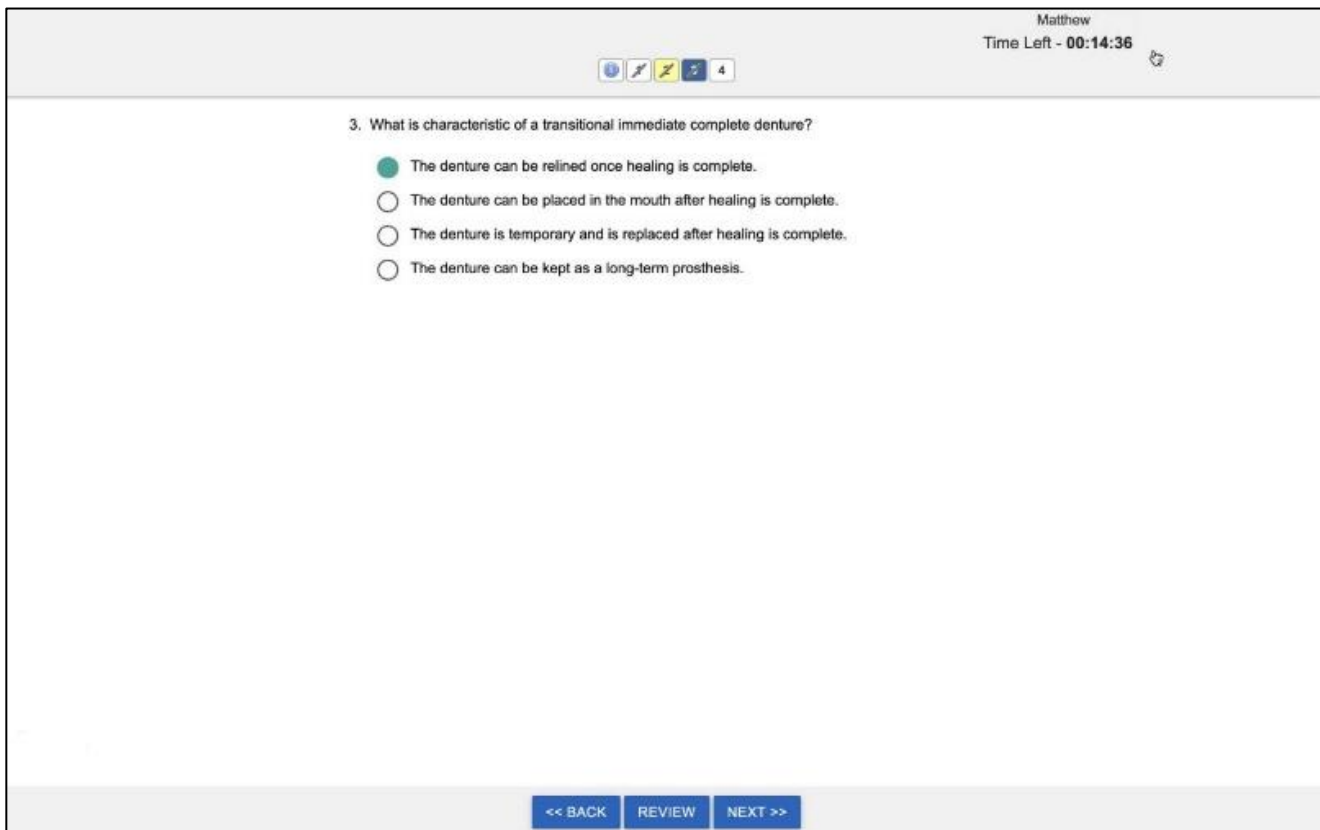 Matthew
Time Left - 00:14:36
4
3. What is characteristic of a transitional immediate complete denture?
The denture can be relined once healing is complete.
The denture can be placed in the mouth after healing is complete.
The denture is temporary and is replaced after healing is complete.
The denture can be kept as a long-term prosthesis.
<< BACK REVIEW NEXT >>